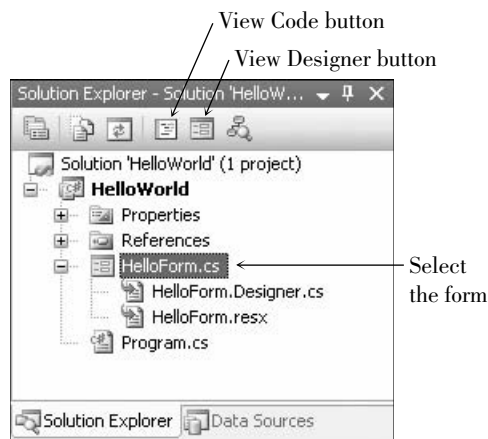 View Code button
View Designer button
Solution Explorer - Solution 'HelloW...
Solution 'HelloWorld' (1 project)
HelloWorld
Properties
References
HelloForm.cs
Select
the form
HelloForm.Designer.cs
HelloForm.resx
Program.cs
Solution Explorer
Data Sources